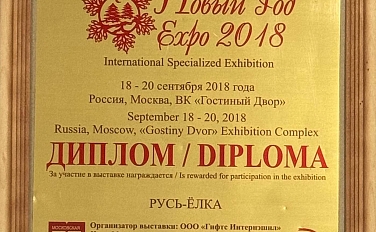 Новый Год
Expo 2018
International Specialized Exhibition
18 - 20 сентября 2018 года
Россия, Москва, ВК «Гостиный Двор»
September 18 - 20, 2018
Russia, Moscow, «Gostiny Dvor» Exhibition Complex
ДИПЛОМ / DIPLOMA
За участие в выставке награждается / Is rewarded for participation in the exhibition
РУСЬ-ЁЛКА
МОСКОВСКАЯ
Организатор выставки: ООО «Гифтс Интернэшнл»